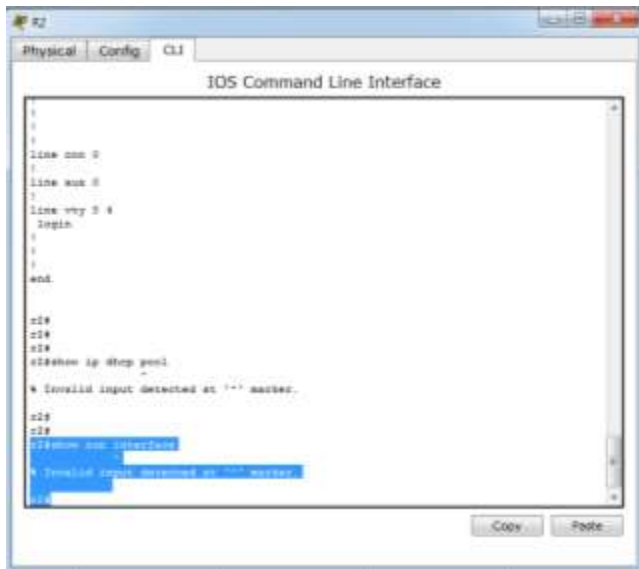 R2
Physical Config CLI
IOS Command Line Interface
!
!
!
!
line con 0
!
line aux 0
!
line vty 0 4
login
!
!
!
end
r2#
r2#
r2#
r2#show ip dhcp pool
^
% Invalid input detected at '^' marker.
r2#
r2#
r2#show run interface
^
% Invalid input detected at '^' marker.
r2#
Copy Paste